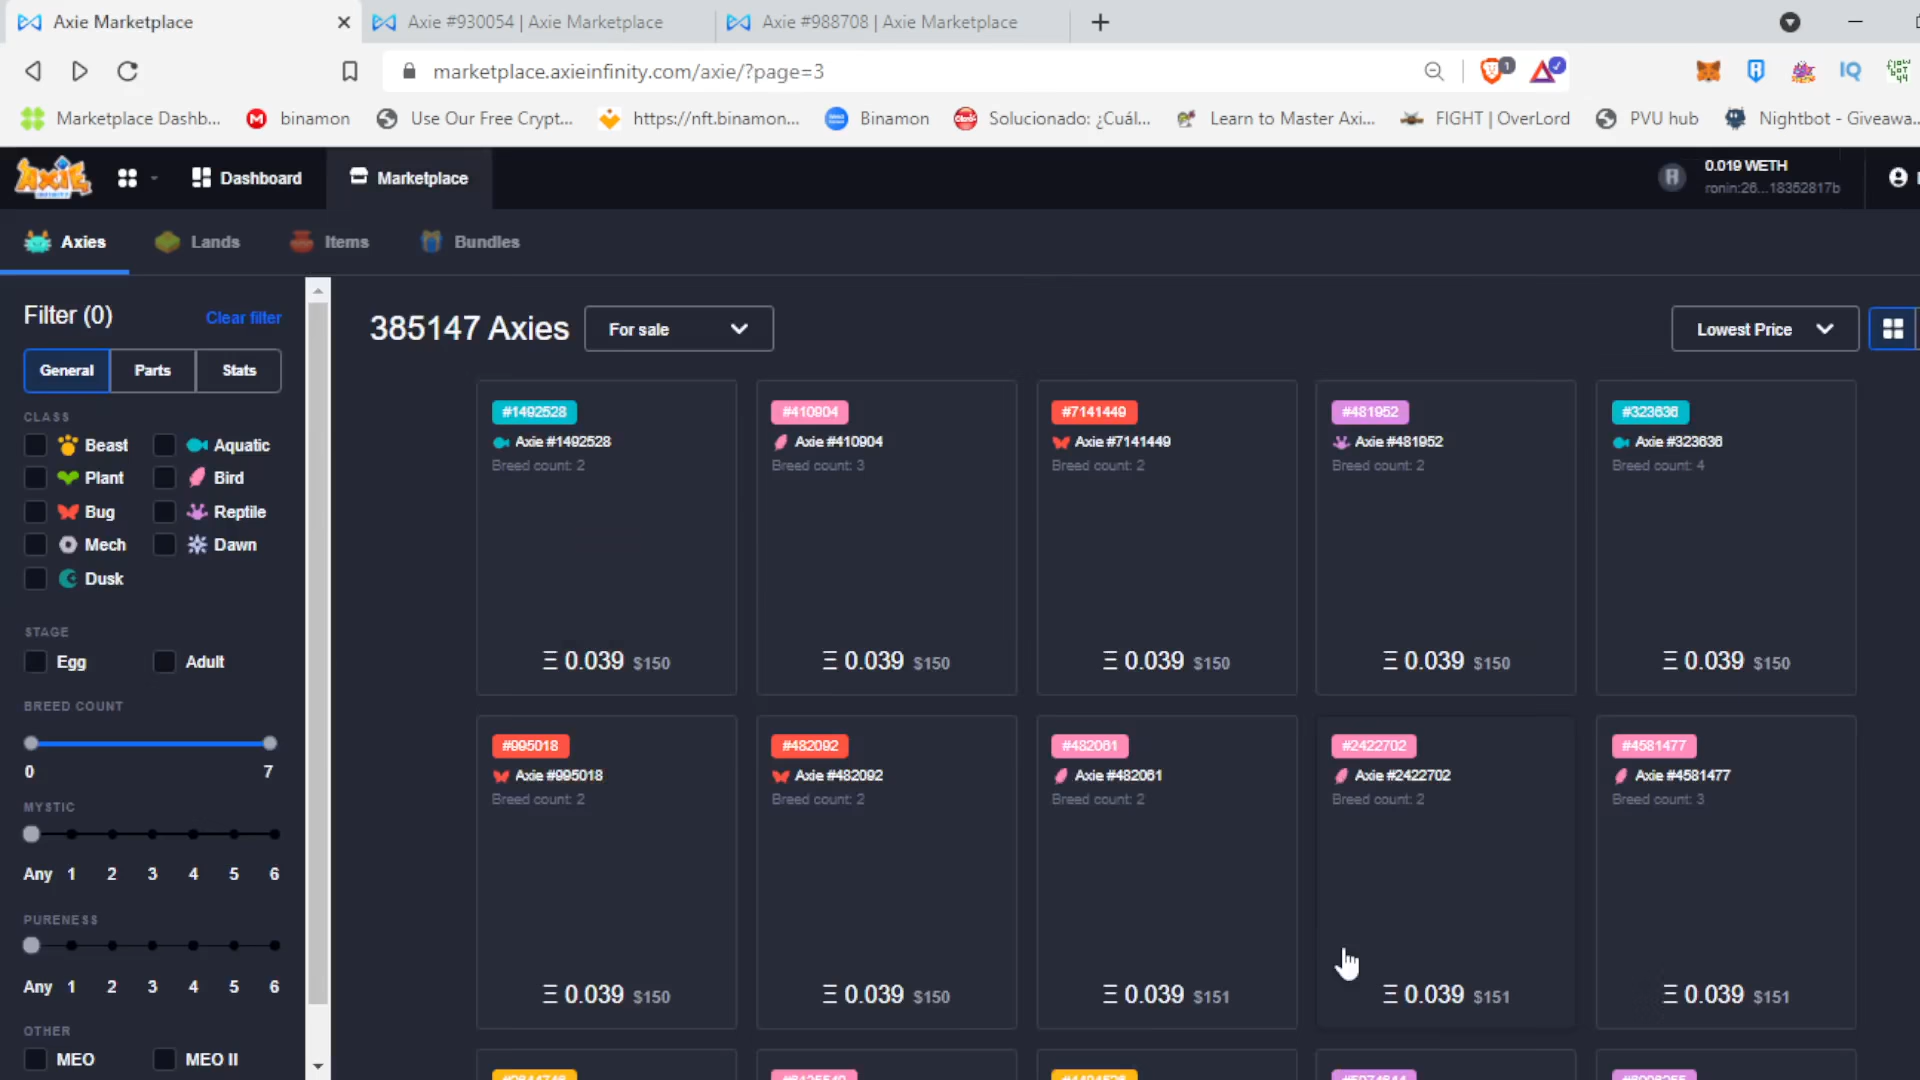 Axie Marketplace
Axie #930054 | Axie Marketplace
Axie #988708 | Axie Marketplace
marketplace.axieinfinity.com/axie/?page=3
1
IQ
Marketplace Dashb...
binamon
Use Our Free Crypt...
https://nft.binamon...
Binamon
Solucionado: ¿Cuál...
Learn to Master Axi...
FIGHT | OverLord
PVU hub
Nightbot - Giveawa...
AXIE
INFINITY
Dashboard
Marketplace
0.019 WETH
ronin:26...18352817b
Axies
Lands
Items
Bundles
Filter (0)
Clear filter
General
Parts
Stats
CLASS
Beast
Aquatic
Plant
Bird
Bug
Reptile
Mech
Dawn
Dusk
STAGE
Egg
Adult
BREED COUNT
0
7
MYSTIC
Any 1 2 3 4 5 6
PURENESS
Any 1 2 3 4 5 6
OTHER
MEO
MEO II
385147 Axies
For sale
Lowest Price
#1492528
Axie #1492528
Breed count: 2
Ξ 0.039 $150
#410904
Axie #410904
Breed count: 3
Ξ 0.039 $150
#7141449
Axie #7141449
Breed count: 2
Ξ 0.039 $150
#481952
Axie #481952
Breed count: 2
Ξ 0.039 $150
#323636
Axie #323636
Breed count: 4
Ξ 0.039 $150
#995018
Axie #995018
Breed count: 2
Ξ 0.039 $150
#482092
Axie #482092
Breed count: 2
Ξ 0.039 $150
#482061
Axie #482061
Breed count: 2
Ξ 0.039 $151
#2422702
Axie #2422702
Breed count: 2
Ξ 0.039 $151
#4581477
Axie #4581477
Breed count: 3
Ξ 0.039 $151